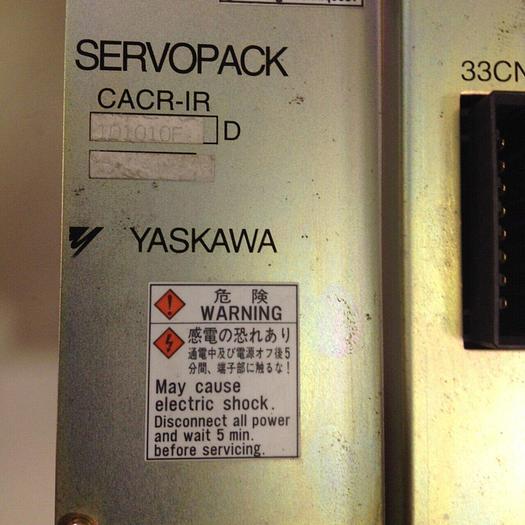 SERVOPACK
CACR-IR
1D1010F D
33CN
YASKAWA
危険
WARNING
感電の恐れあり
通電中及び電源オフ後5
分間、端子部に触るな!
May cause
electric shock.
Disconnect all power
and wait 5 min.
before servicing.